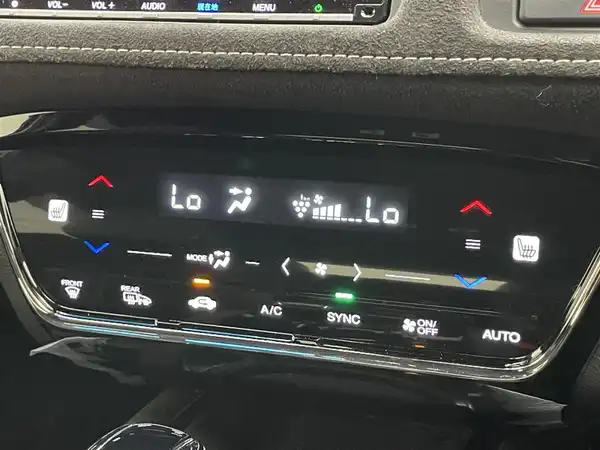 VOL− VOL+ AUDIO 現在地 MENU
Lo Lo
MODE
FRONT REAR A/C SYNC ON/OFF AUTO